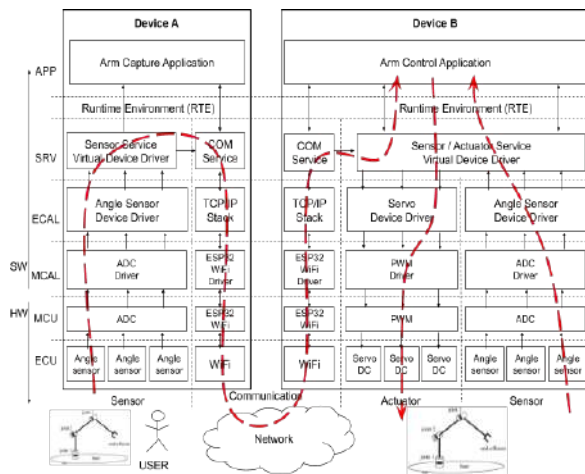 Device A
Device B
APP
Arm Capture Application
Arm Control Application
Runtime Environment (RTE)
Runtime Environment (RTE)
SRV
Sensor Service
Virtual Device Driver
COM
Service
COM
Service
Sensor / Actuator Service
Virtual Device Driver
ECAL
Angle Sensor
Device Driver
TCP/IP
Stack
TCP/IP
Stack
Servo
Device Driver
Angle Sensor
Device Driver
SW
MCAL
ADC
Driver
ESP32
WiFi
Driver
ESP32
WiFi
Driver
PWM
Driver
ADC
Driver
HW
MCU
ADC
ESP32
WiFi
ESP32
WiFi
PWM
ADC
ECU
Angle
sensor
Angle
sensor
Angle
sensor
WiFi
WiFi
Servo
DC
Servo
DC
Servo
DC
Angle
sensor
Angle
sensor
Angle
sensor
Sensor
Communication
Actuator
Sensor
Network
USER